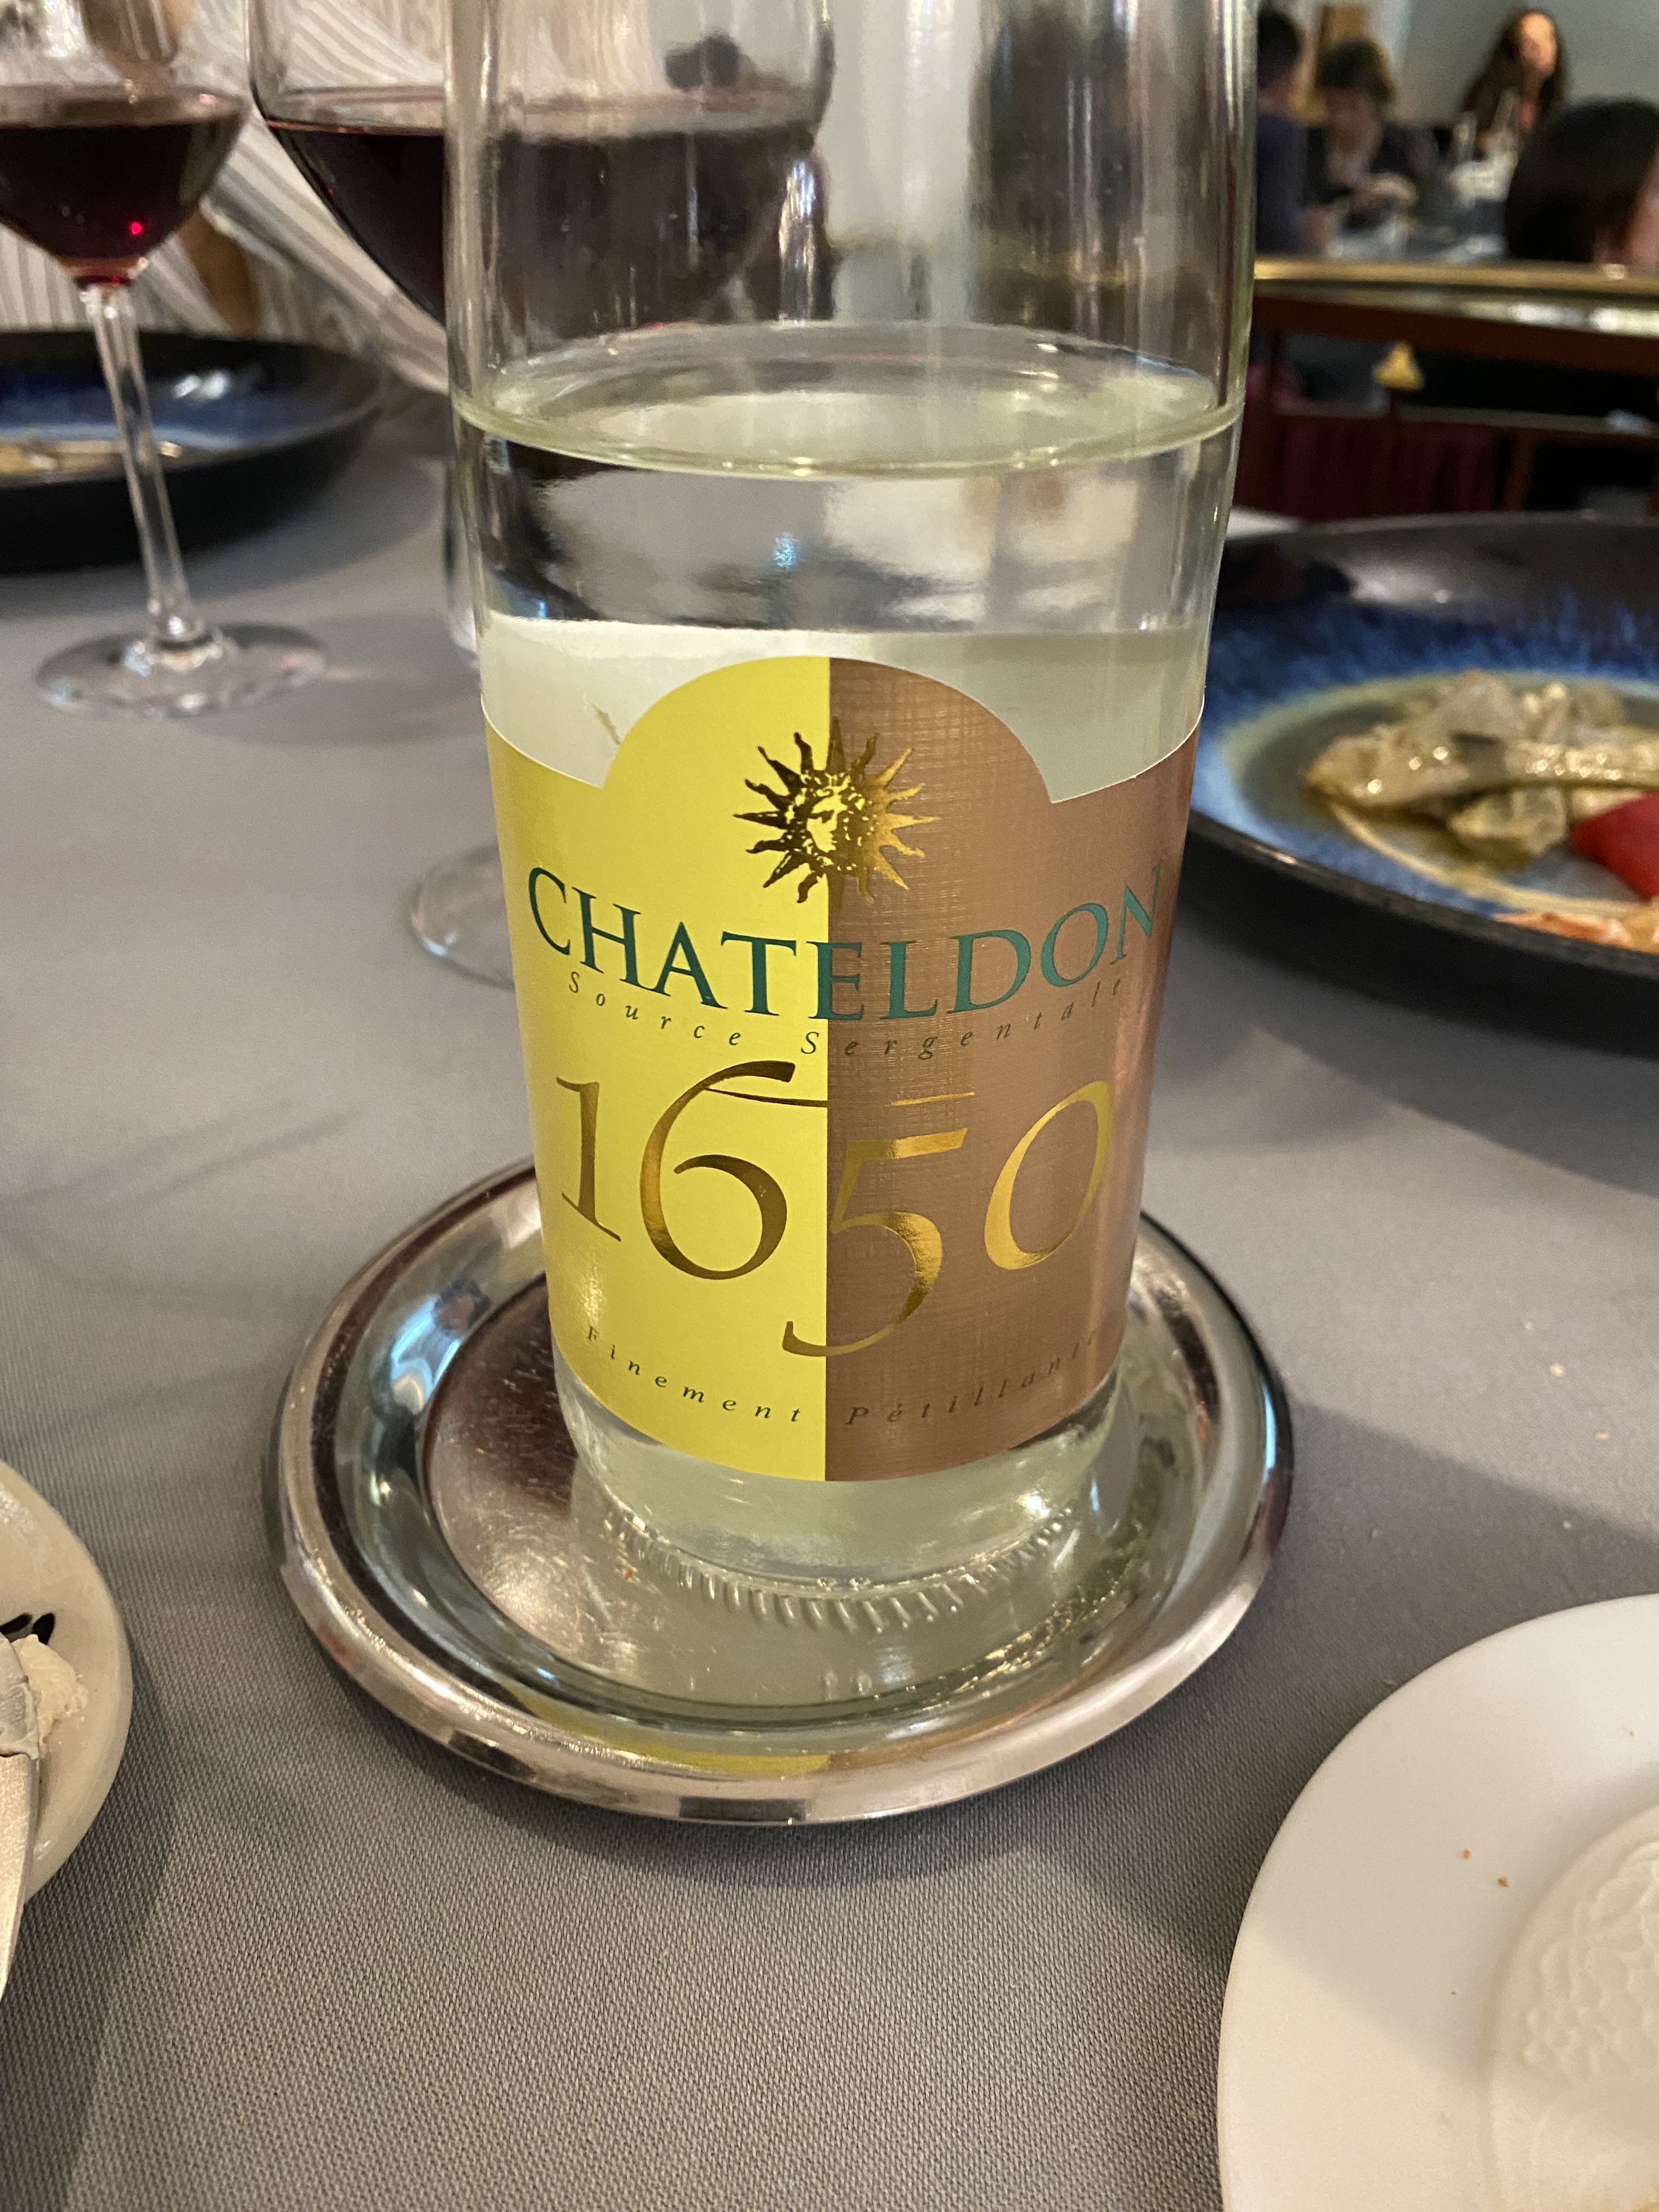 CHATELDON
Source Sergentale
1650
Finement Pétillante